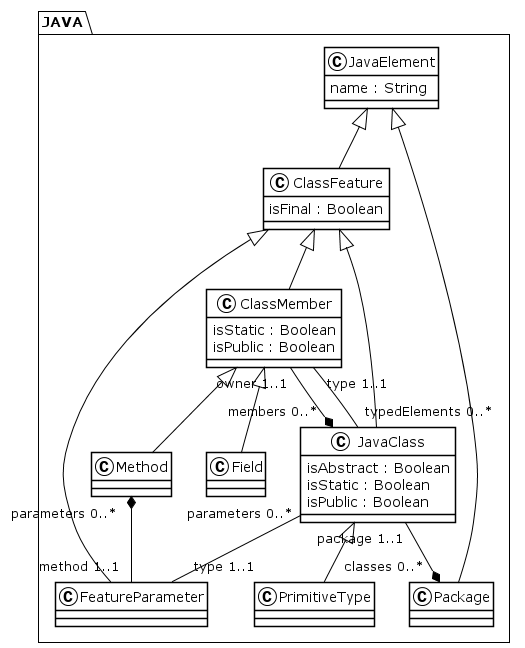 JAVA
C JavaElement
name : String
C ClassFeature
isFinal : Boolean
C ClassMember
isStatic : Boolean
isPublic : Boolean
owner 1..1
type 1..1
members 0..*
typedElements 0..*
C JavaClass
isAbstract : Boolean
isStatic : Boolean
isPublic : Boolean
C Method
C Field
parameters 0..*
parameters 0..*
package 1..1
method 1..1
type 1..1
classes 0..*
C FeatureParameter
C PrimitiveType
C Package